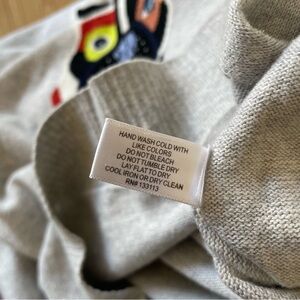 HAND WASH COLD WITH
LIKE COLORS
DO NOT BLEACH
DO NOT TUMBLE DRY
LAY FLAT TO DRY
COOL IRON OR DRY CLEAN
RN# 133113